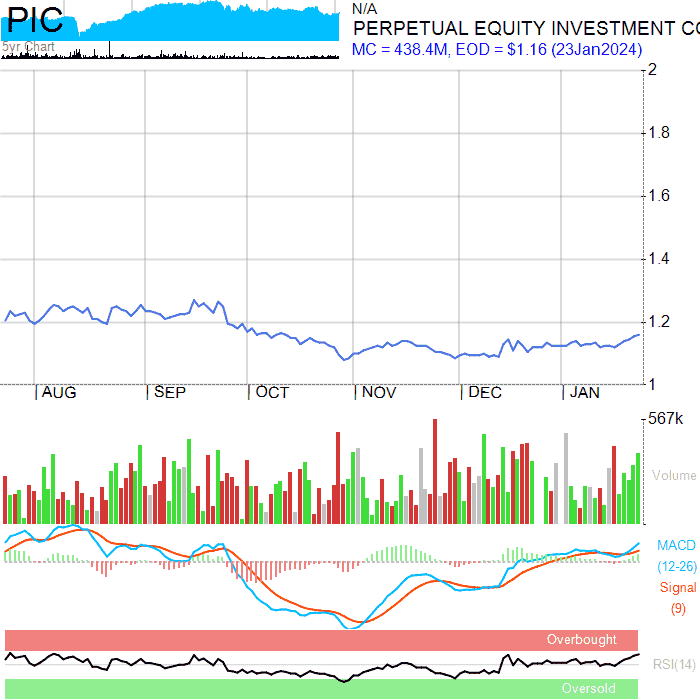 PIC
5yr Chart
N/A
PERPETUAL EQUITY INVESTMENT CO
MC = 438.4M, EOD = $1.16 (23Jan2024)
2
1.8
1.6
1.4
1.2
1
AUG SEP OCT NOV DEC JAN
567k
Volume
MACD
(12-26)
Signal
(9)
Overbought
RSI(14)
Oversold